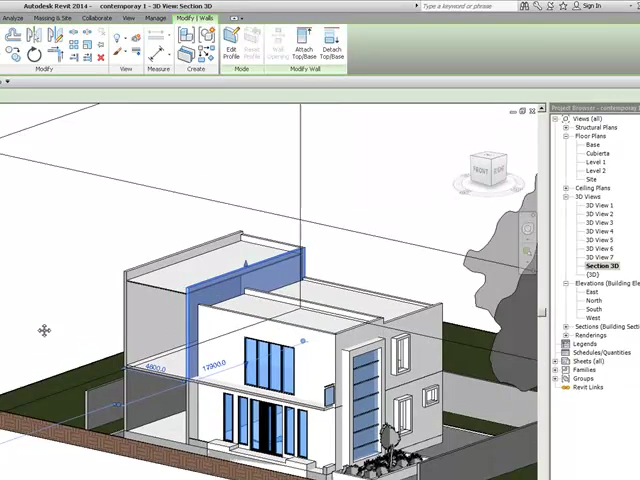 Autodesk Revit 2014 - contemporay 1 - 3D View: Section 3D
Type a keyword or phrase
Sign In
Analyze Massing & Site Collaborate View Manage Modify | Walls
Edit Profile
Reset Profile
Wall Opening
Attach Top/Base
Detach Top/Base
Modify View Measure Create Mode Modify Wall
Project Browser - contemporay
Views (all)
Structural Plans
Floor Plans
Base
Cubierta
Level 1
Level 2
Site
Ceiling Plans
3D Views
3D View 1
3D View 2
3D View 3
3D View 4
3D View 5
3D View 6
3D View 7
Section 3D
{3D}
Elevations (Building Ele
East
North
South
West
Sections (Building Sectio
Renderings
Legends
Schedules/Quantities
Sheets (all)
Families
Groups
Revit Links
FRONT
4600.0
17900.0